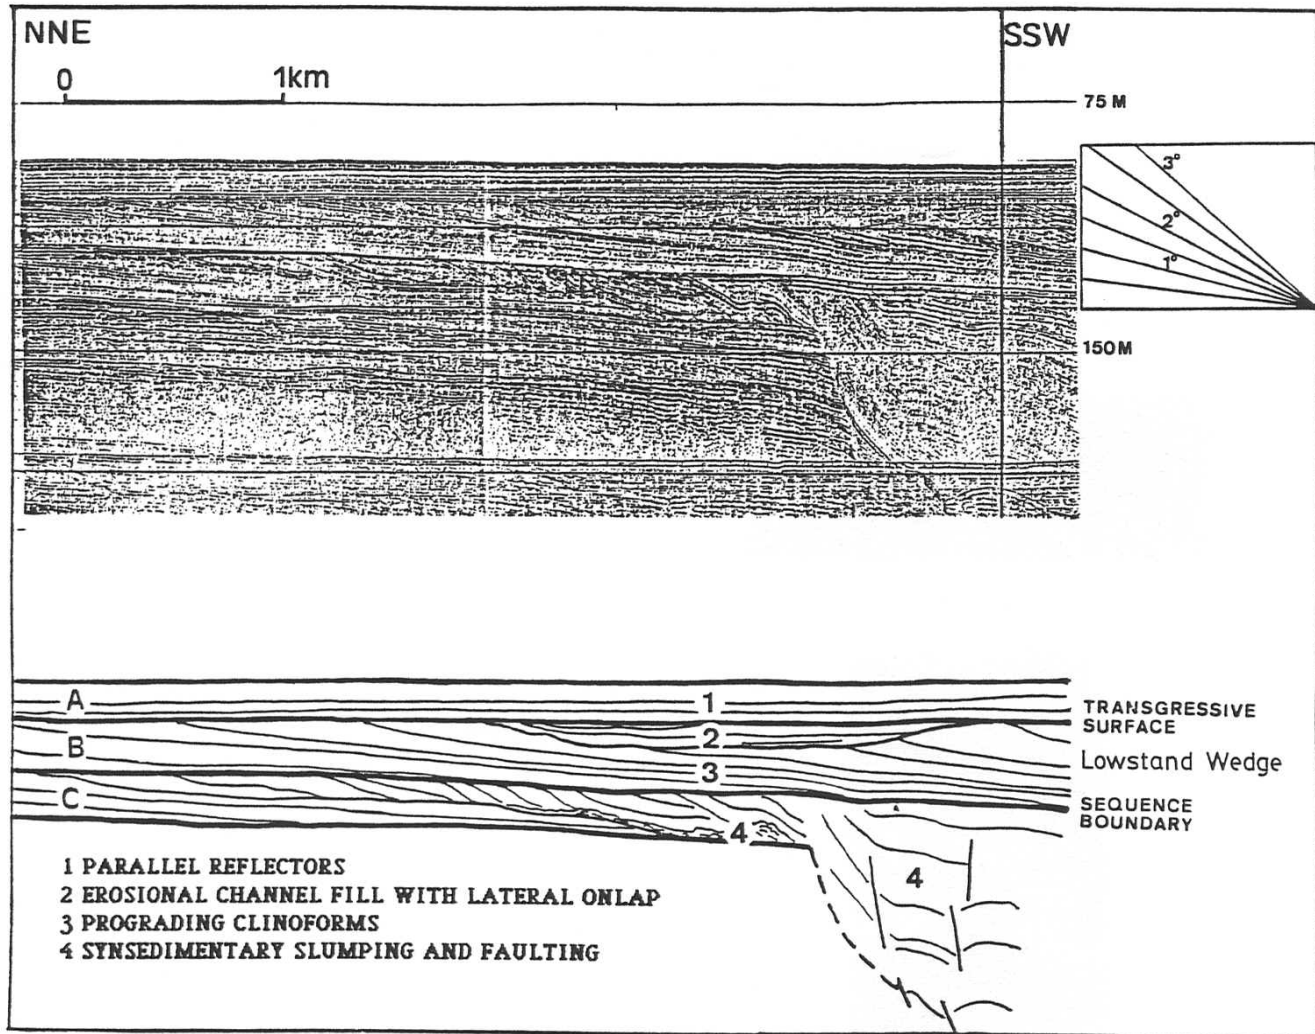 NNE
SSW
0 1km
75 M
3°
2°
1°
150M
A
1
TRANSGRESSIVE
SURFACE
2
B
3
Lowstand Wedge
C
SEQUENCE
BOUNDARY
4
4
1 PARALLEL REFLECTORS
2 EROSIONAL CHANNEL FILL WITH LATERAL ONLAP
3 PROGRADING CLINOFORMS
4 SYNSEDIMENTARY SLUMPING AND FAULTING